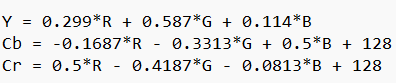 Y = 0.299*R + 0.587*G + 0.114*B
Cb = -0.1687*R - 0.3313*G + 0.5*B + 128
Cr = 0.5*R - 0.4187*G - 0.0813*B + 128